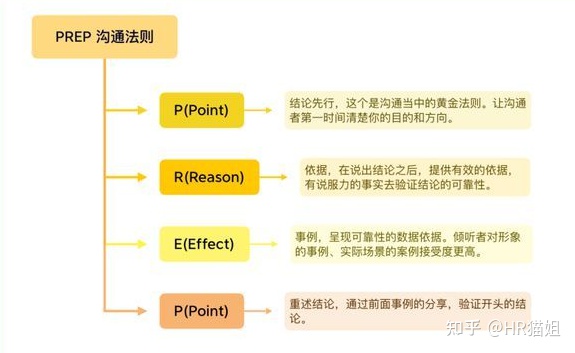 PREP 沟通法则
P(Point)
结论先行，这个是沟通当中的黄金法则。让沟通
者第一时间清楚你的目的和方向。
R(Reason)
依据，在说出结论之后，提供有效的依据，
有说服力的事实去验证结论的可靠性。
E(Effect)
事例，呈现可靠性的数据依据。倾听者对形象
的事例、实际场景的案例接受度更高。
P(Point)
重述结论，通过前面事例的分享，验证开头的结
论。
知乎 @HR猫姐